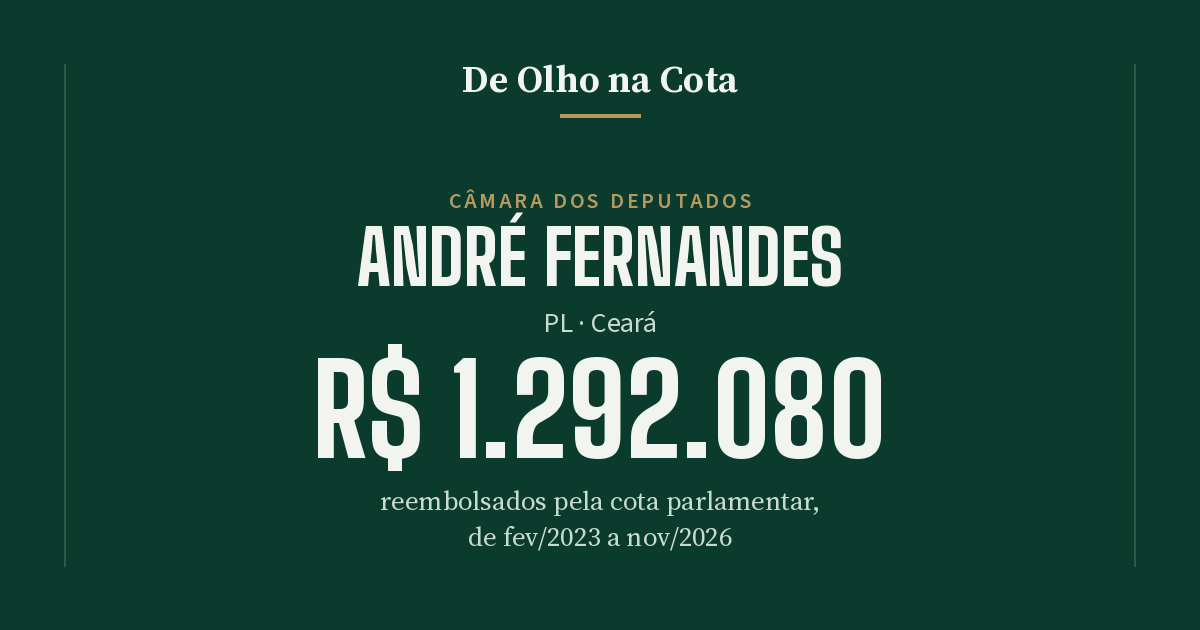 De Olho na Cota
CÂMARA DOS DEPUTADOS
ANDRÉ FERNANDES
PL · Ceará
R$ 1.292.080
reembolsados pela cota parlamentar,
de fev/2023 a nov/2026